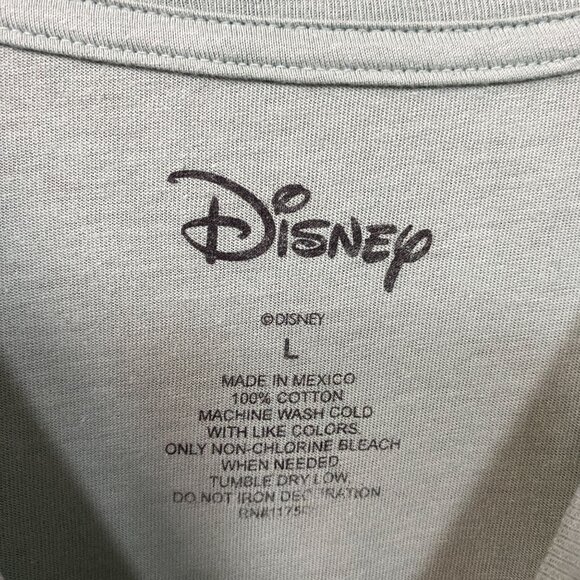 Disney
©DISNEY
L
MADE IN MEXICO
100% COTTON
MACHINE WASH COLD
WITH LIKE COLORS.
ONLY NON-CHLORINE BLEACH
WHEN NEEDED.
TUMBLE DRY LOW.
DO NOT IRON DECORATION